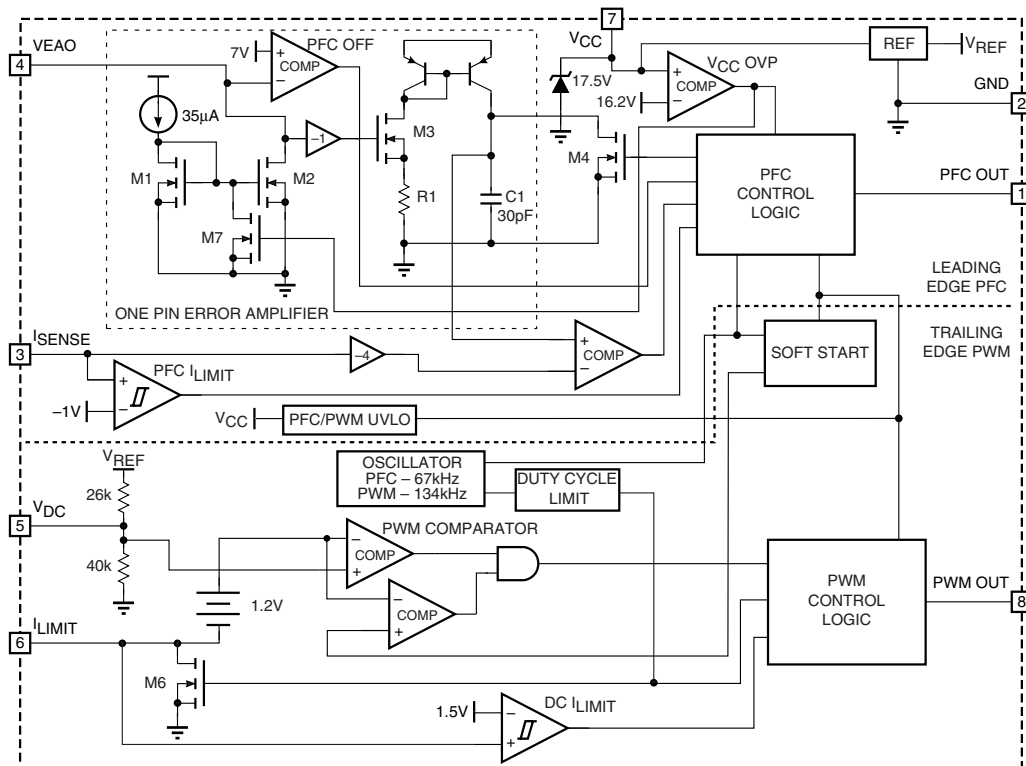 7
VCC
VEAO
4
7V
+
–
COMP
PFC OFF
35µA
–1
M1
M2
M7
M3
R1
C1
30pF
ONE PIN ERROR AMPLIFIER
17.5V
16.2V
+
–
COMP
VCC OVP
M4
REF
VREF
GND
2
PFC
CONTROL
LOGIC
PFC OUT
1
LEADING
EDGE PFC
TRAILING
EDGE PWM
ISENSE
3
–4
+
–
COMP
SOFT START
PFC ILIMIT
+
–
–1V
VCC
PFC/PWM UVLO
VREF
26k
VDC
5
40k
OSCILLATOR
PFC – 67kHz
PWM – 134kHz
DUTY CYCLE
LIMIT
PWM COMPARATOR
–
COMP
+
–
COMP
+
1.2V
PWM
CONTROL
LOGIC
PWM OUT
8
ILIMIT
6
M6
1.5V
–
+
DC ILIMIT